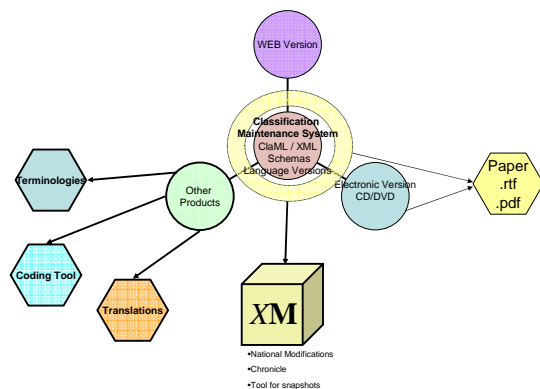 WEB Version
Classification
Maintenance System
ClaML / XML
Schemas
Language Versions
Terminologies
Other
Products
Electronic Version
CD/DVD
Paper
.rtf
.pdf
Coding Tool
Translations
XM
•National Modifications
•Chronicle
•Tool for snapshots